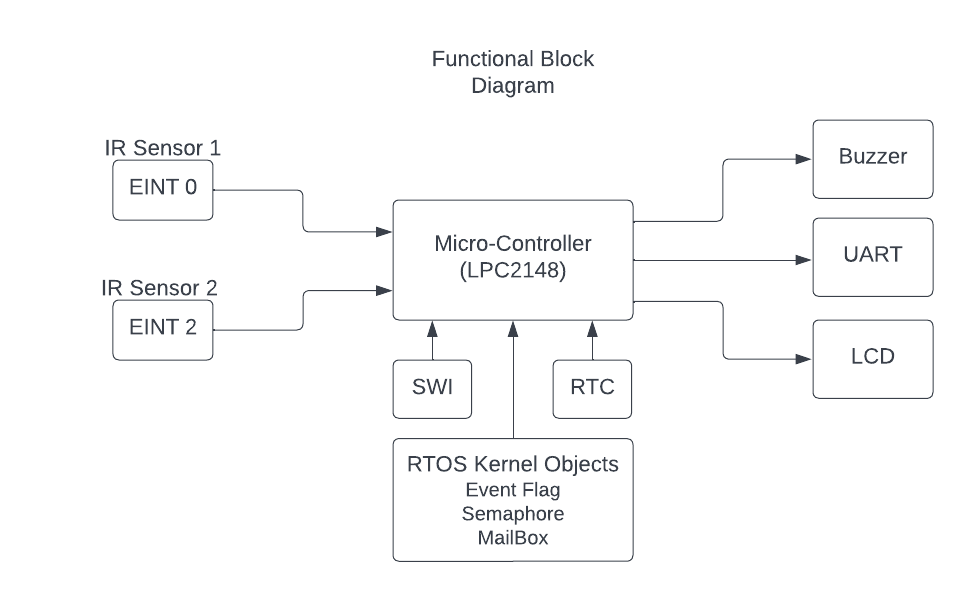 Functional Block
Diagram
IR Sensor 1
EINT 0
IR Sensor 2
EINT 2
Micro-Controller
(LPC2148)
Buzzer
UART
LCD
SWI
RTC
RTOS Kernel Objects
Event Flag
Semaphore
MailBox